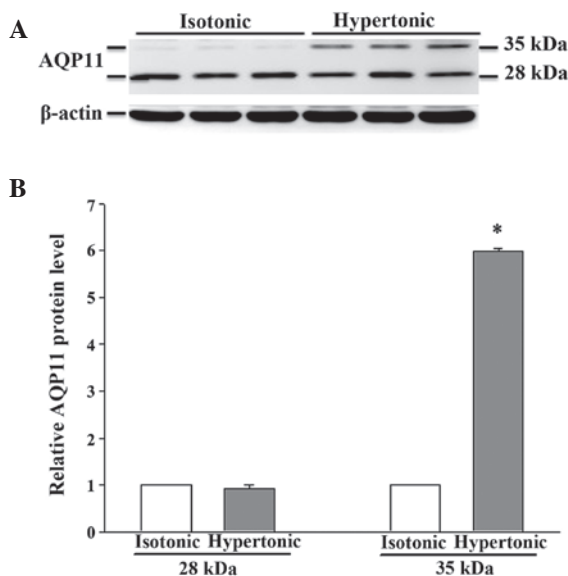 A
Isotonic Hypertonic
AQP11
35 kDa
28 kDa
β-actin
B
Relative AQP11 protein level
7
6
5
4
3
2
1
0
*
Isotonic Hypertonic Isotonic Hypertonic
28 kDa 35 kDa